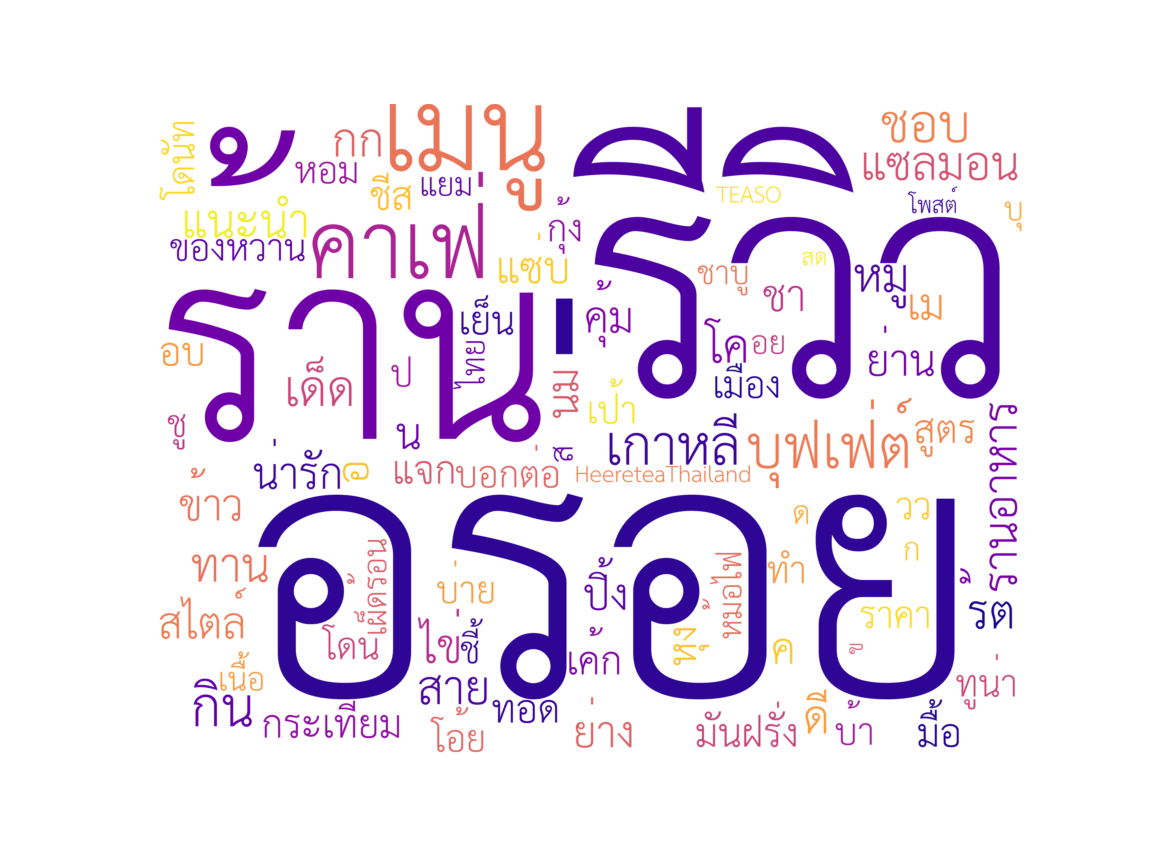 โดนัท
กก
เมนู
รีวิว
ชอบ
หอม
ชีส
แยม
แซลมอน
TEASO
โพสต์
บุ
แนะนำ
ของหวาน
คาเฟ่
กุ้ง
แซ่บ
ร้าน
ชาบู
สด
ชา
หมู
เม
อบ
เย็น
คุ้ม
โค
อย
ย่าน
เด็ด
ป
ไทย
นม
เมือง
เป้า
ชู
น
ส
เกาหลี
บุฟเฟ่ต์
สูตร
น่ารัก
แจก
บอกต่อ
HeereteaThailand
ร้านอาหาร
ข้าว
อร่อย
ด
วว
ก
ทาน
เผ็ดร้อน
บ่าย
ปิ้ง
หม้อไฟ
ทำ
ราคา
รต
สไตล์
โดน
ไข่
ชี้
เค้ก
หุ้ง
ค
ข
เนื้อ
กิน
สาย
ทอด
ทูน่า
กระเทียม
โอ้ย
ย่าง
มันฝรั่ง
ดี
บ้า
มื้อ